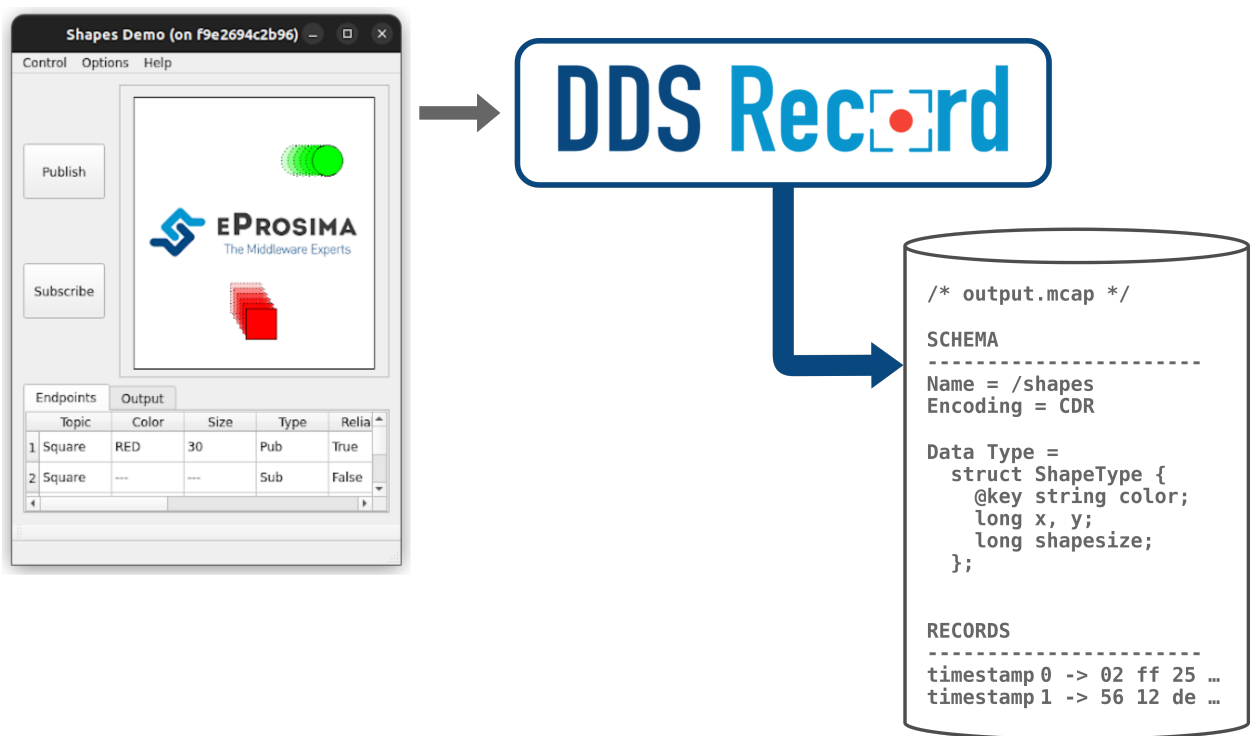 Shapes Demo (on f9e2694c2b96)
Control Options Help
Publish
Subscribe
eProsima
The Middleware Experts
Endpoints Output
Topic Color Size Type Relia
1 Square RED 30 Pub True
2 Square --- --- Sub False
DDS Record
/* output.mcap */
SCHEMA
-----------------------
Name = /shapes
Encoding = CDR
Data Type =
struct ShapeType {
@key string color;
long x, y;
long shapesize;
};
RECORDS
-----------------------
timestamp 0 -> 02 ff 25 …
timestamp 1 -> 56 12 de …